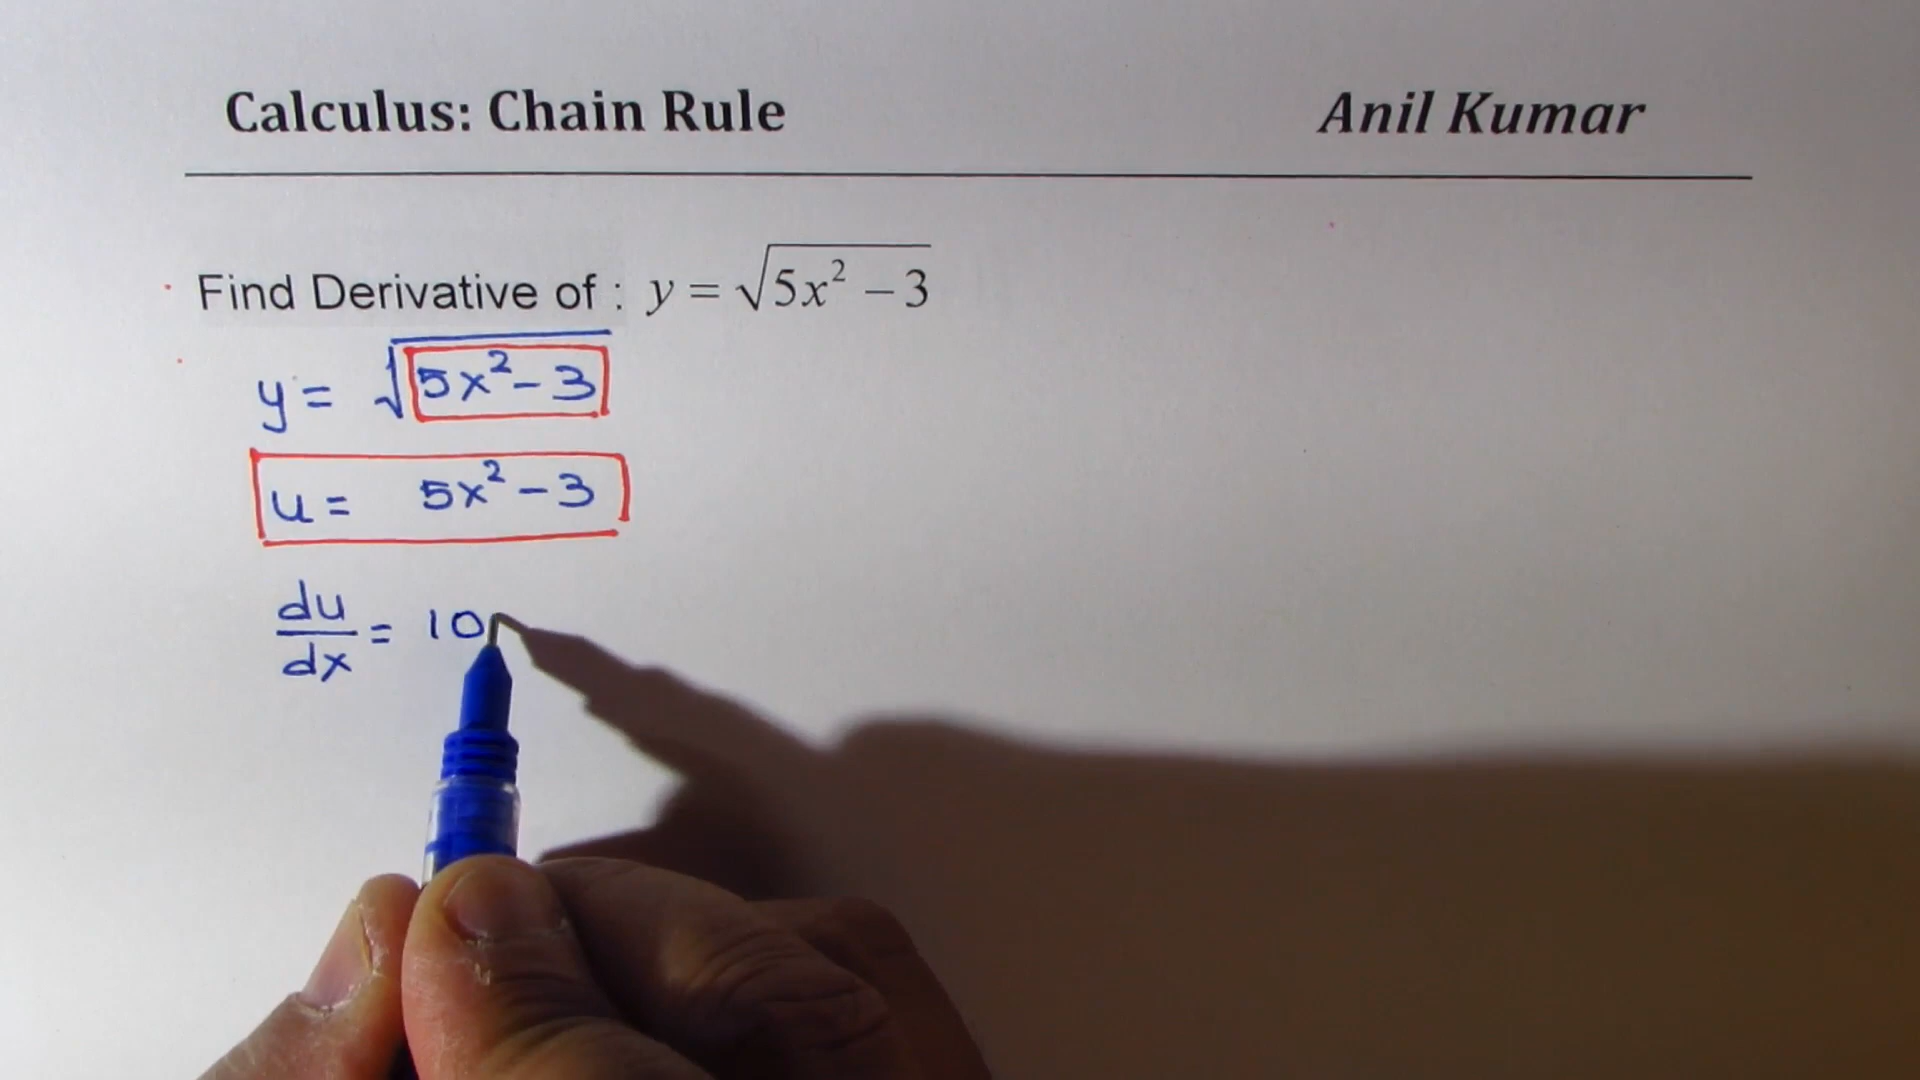 Calculus: Chain Rule Anil Kumar
Find Derivative of : y = √(5x² − 3)
y = √(5x² − 3)
u = 5x² − 3
du/dx = 10